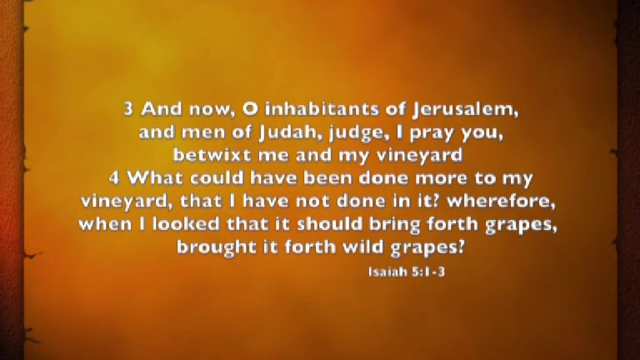 3 And now, O inhabitants of Jerusalem,
and men of Judah, judge, I pray you,
betwixt me and my vineyard
4 What could have been done more to my
vineyard, that I have not done in it? wherefore,
when I looked that it should bring forth grapes,
brought it forth wild grapes?
Isaiah 5:1-3